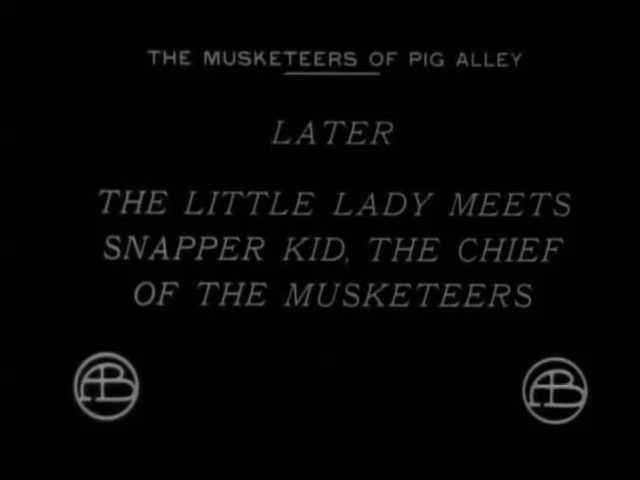 THE MUSKETEERS OF PIG ALLEY
LATER
THE LITTLE LADY MEETS
SNAPPER KID, THE CHIEF
OF THE MUSKETEERS
AB AB